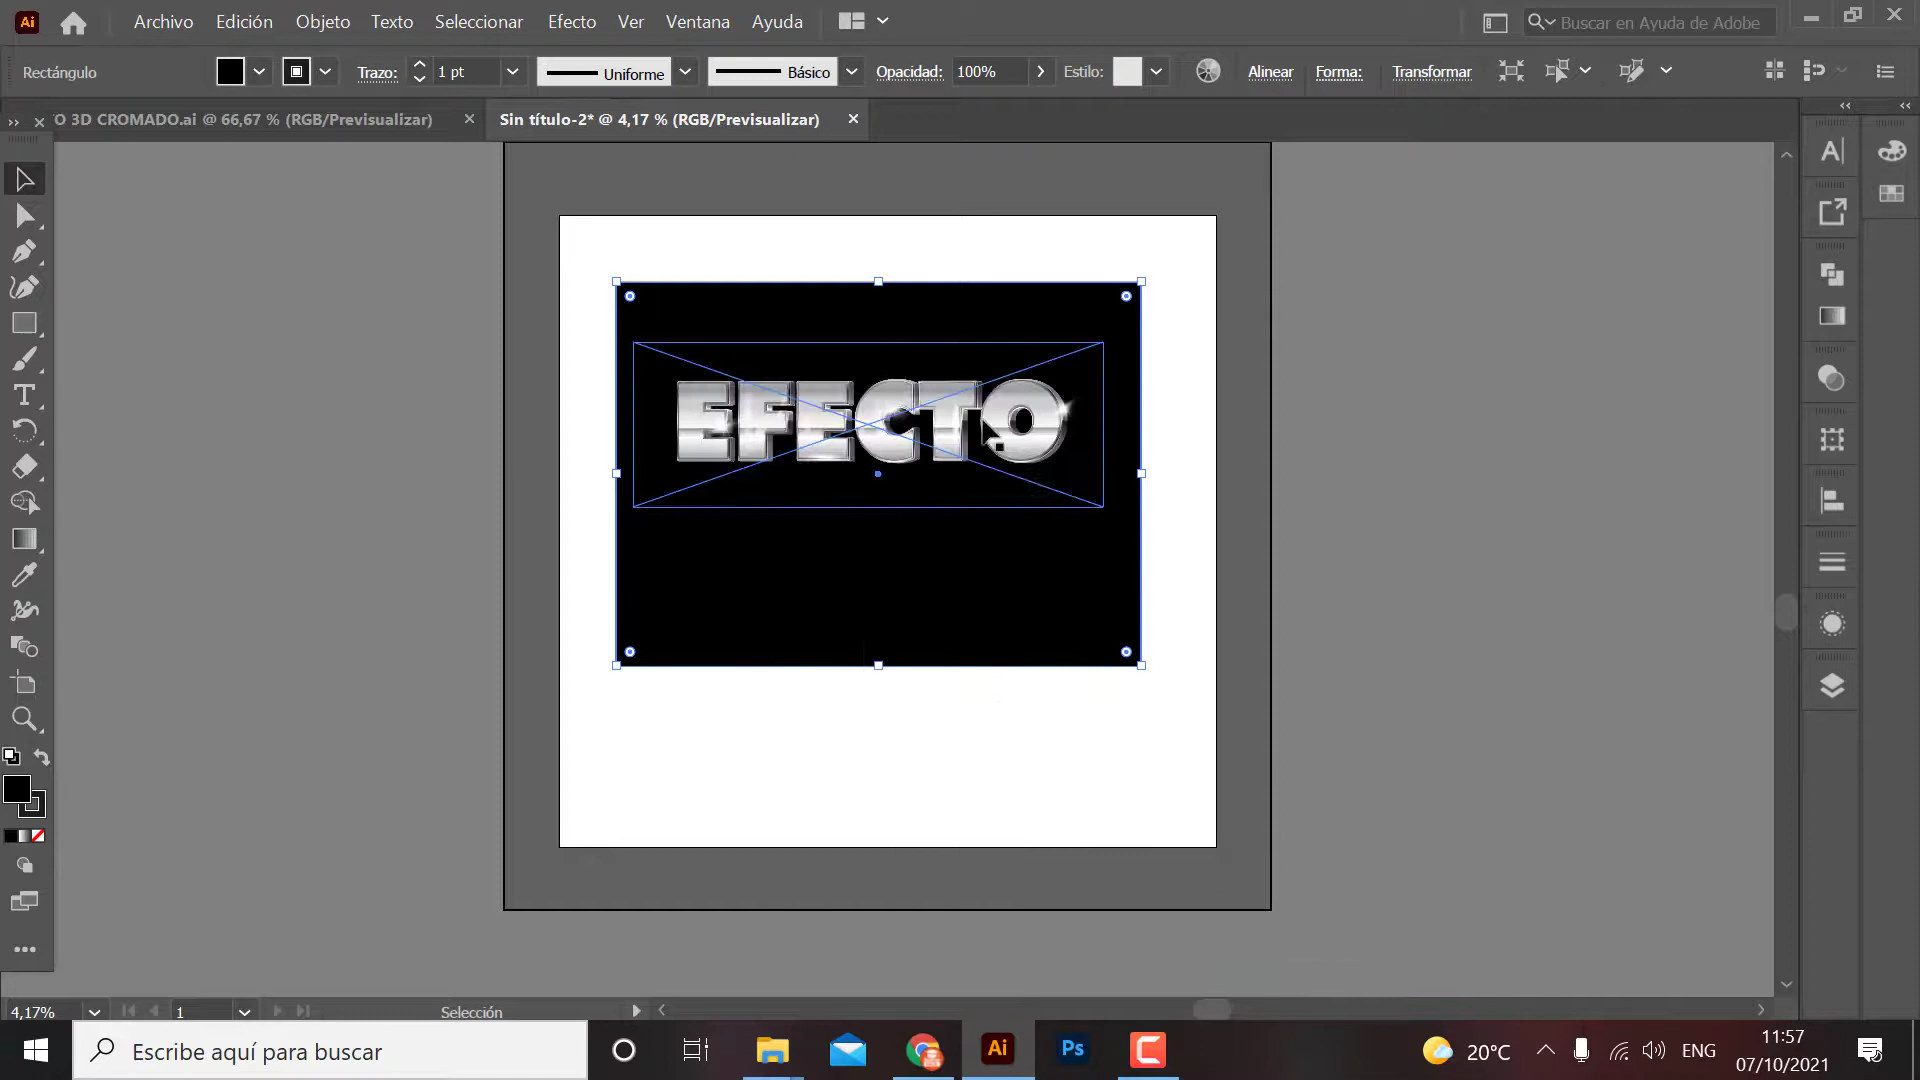 Ai Archivo Edición Objeto Texto Seleccionar Efecto Ver Ventana Ayuda Buscar en Ayuda de Adobe
Rectángulo Trazo: 1 pt Uniforme Básico Opacidad: 100% Estilo: Alinear Forma: Transformar
O 3D CROMADO.ai @ 66,67 % (RGB/Previsualizar) Sin título-2* @ 4,17 % (RGB/Previsualizar)
EFECTO
4,17% 1 Selección
Escribe aquí para buscar Ai Ps 20°C ENG 11:57
07/10/2021